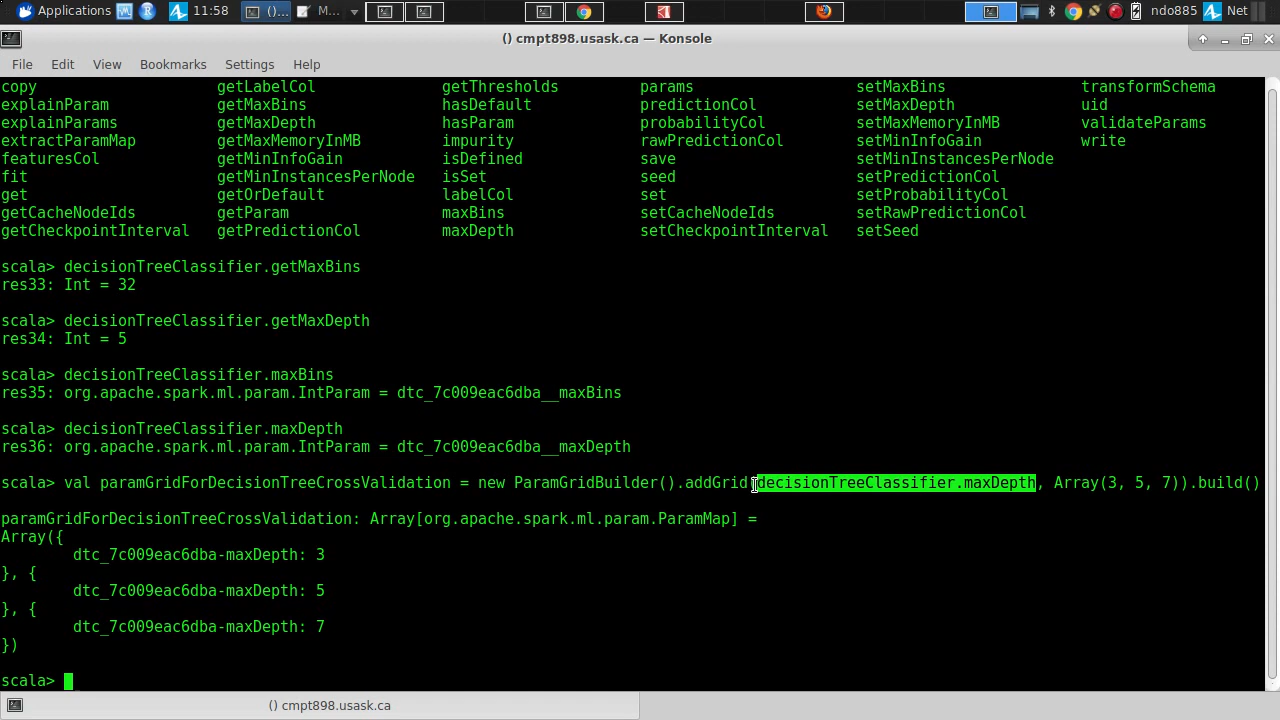 Applications 11:58 ()... M... ndo885 Net
() cmpt898.usask.ca — Konsole
File Edit View Bookmarks Settings Help
copy getLabelCol getThresholds params setMaxBins transformSchema
explainParam getMaxBins hasDefault predictionCol setMaxDepth uid
explainParams getMaxDepth hasParam probabilityCol setMaxMemoryInMB validateParams
extractParamMap getMaxMemoryInMB impurity rawPredictionCol setMinInfoGain write
featuresCol getMinInfoGain isDefined save setMinInstancesPerNode
fit getMinInstancesPerNode isSet seed setPredictionCol
get getOrDefault labelCol set setProbabilityCol
getCacheNodeIds getParam maxBins setCacheNodeIds setRawPredictionCol
getCheckpointInterval getPredictionCol maxDepth setCheckpointInterval setSeed
scala> decisionTreeClassifier.getMaxBins
res33: Int = 32
scala> decisionTreeClassifier.getMaxDepth
res34: Int = 5
scala> decisionTreeClassifier.maxBins
res35: org.apache.spark.ml.param.IntParam = dtc_7c009eac6dba__maxBins
scala> decisionTreeClassifier.maxDepth
res36: org.apache.spark.ml.param.IntParam = dtc_7c009eac6dba__maxDepth
scala> val paramGridForDecisionTreeCrossValidation = new ParamGridBuilder().addGrid(decisionTreeClassifier.maxDepth, Array(3, 5, 7)).build()
paramGridForDecisionTreeCrossValidation: Array[org.apache.spark.ml.param.ParamMap] =
Array({
dtc_7c009eac6dba-maxDepth: 3
}, {
dtc_7c009eac6dba-maxDepth: 5
}, {
dtc_7c009eac6dba-maxDepth: 7
})
scala>
() cmpt898.usask.ca